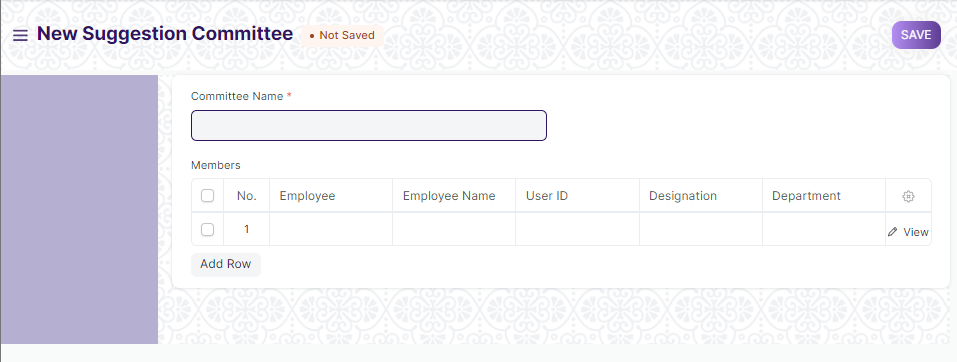 New Suggestion Committee
Not Saved
SAVE
Committee Name *
Members
No. Employee Employee Name User ID Designation Department
1 View
Add Row